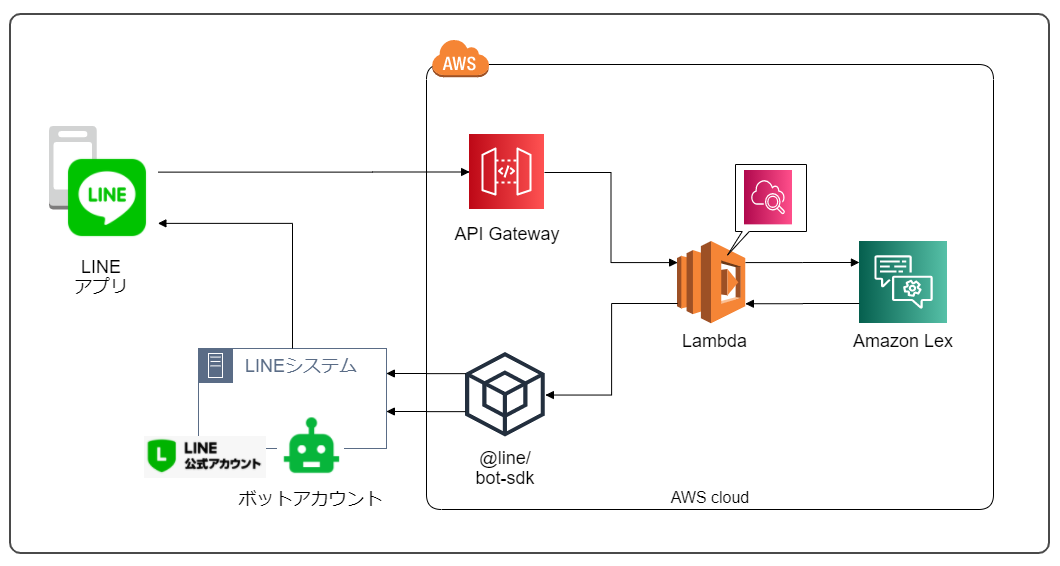 AWS
LINE
API Gateway
LINE
アプリ
Lambda
Amazon Lex
LINEシステム
L
LINE
公式アカウント
ボットアカウント
@line/
bot-sdk
AWS cloud